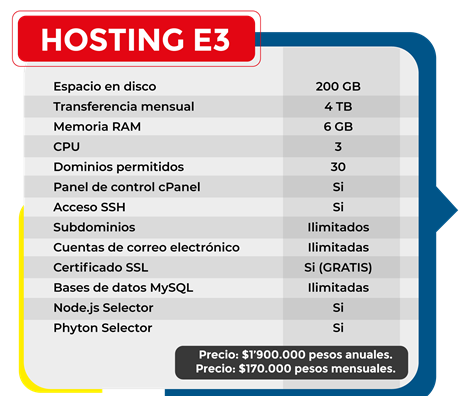 HOSTING E3
Espacio en disco 200 GB
Transferencia mensual 4 TB
Memoria RAM 6 GB
CPU 3
Dominios permitidos 30
Panel de control cPanel Si
Acceso SSH Si
Subdominios Ilimitados
Cuentas de correo electrónico Ilimitadas
Certificado SSL Si (GRATIS)
Bases de datos MySQL Ilimitadas
Node.js Selector Si
Phyton Selector Si
Precio: $1'900.000 pesos anuales.
Precio: $170.000 pesos mensuales.